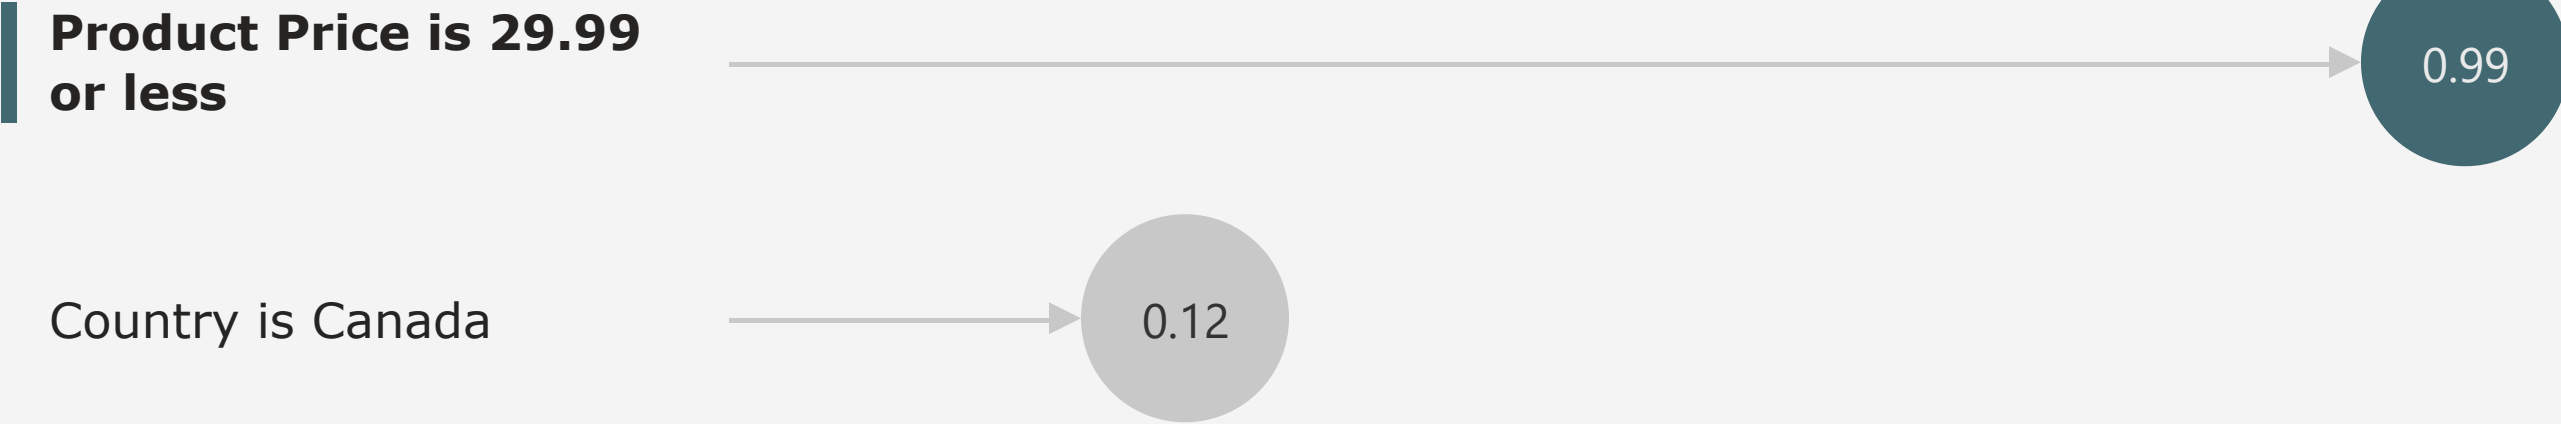 Product Price is 29.99
or less
0.99
Country is Canada
0.12